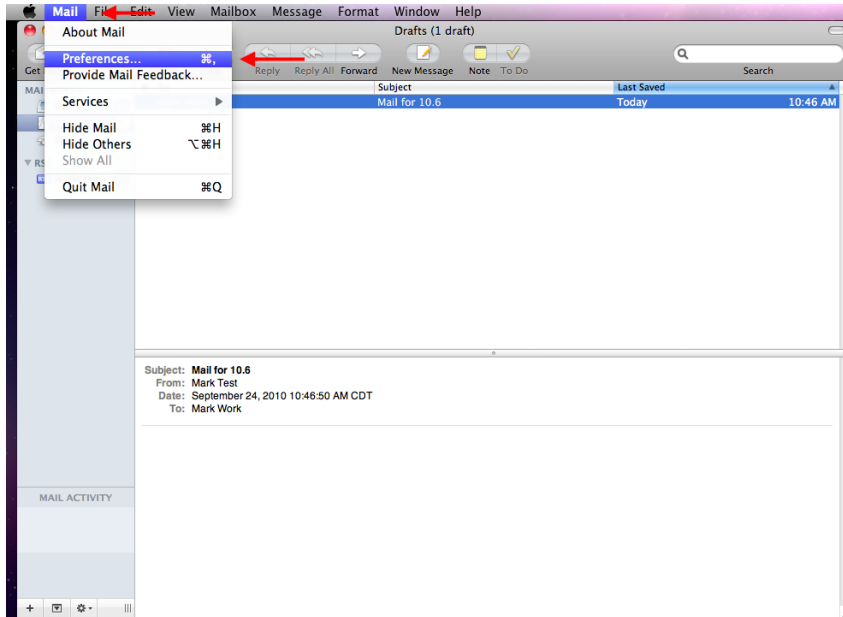 Mail File Edit View Mailbox Message Format Window Help
About Mail
Preferences... ⌘,
Provide Mail Feedback...
Services
Hide Mail ⌘H
Hide Others ⌥⌘H
Show All
Quit Mail ⌘Q
Drafts (1 draft)
Get Reply Reply All Forward New Message Note To Do Search
MAI
RS
Subject Last Saved
Mail for 10.6 Today 10:46 AM
Subject: Mail for 10.6
From: Mark Test
Date: September 24, 2010 10:46:50 AM CDT
To: Mark Work
MAIL ACTIVITY